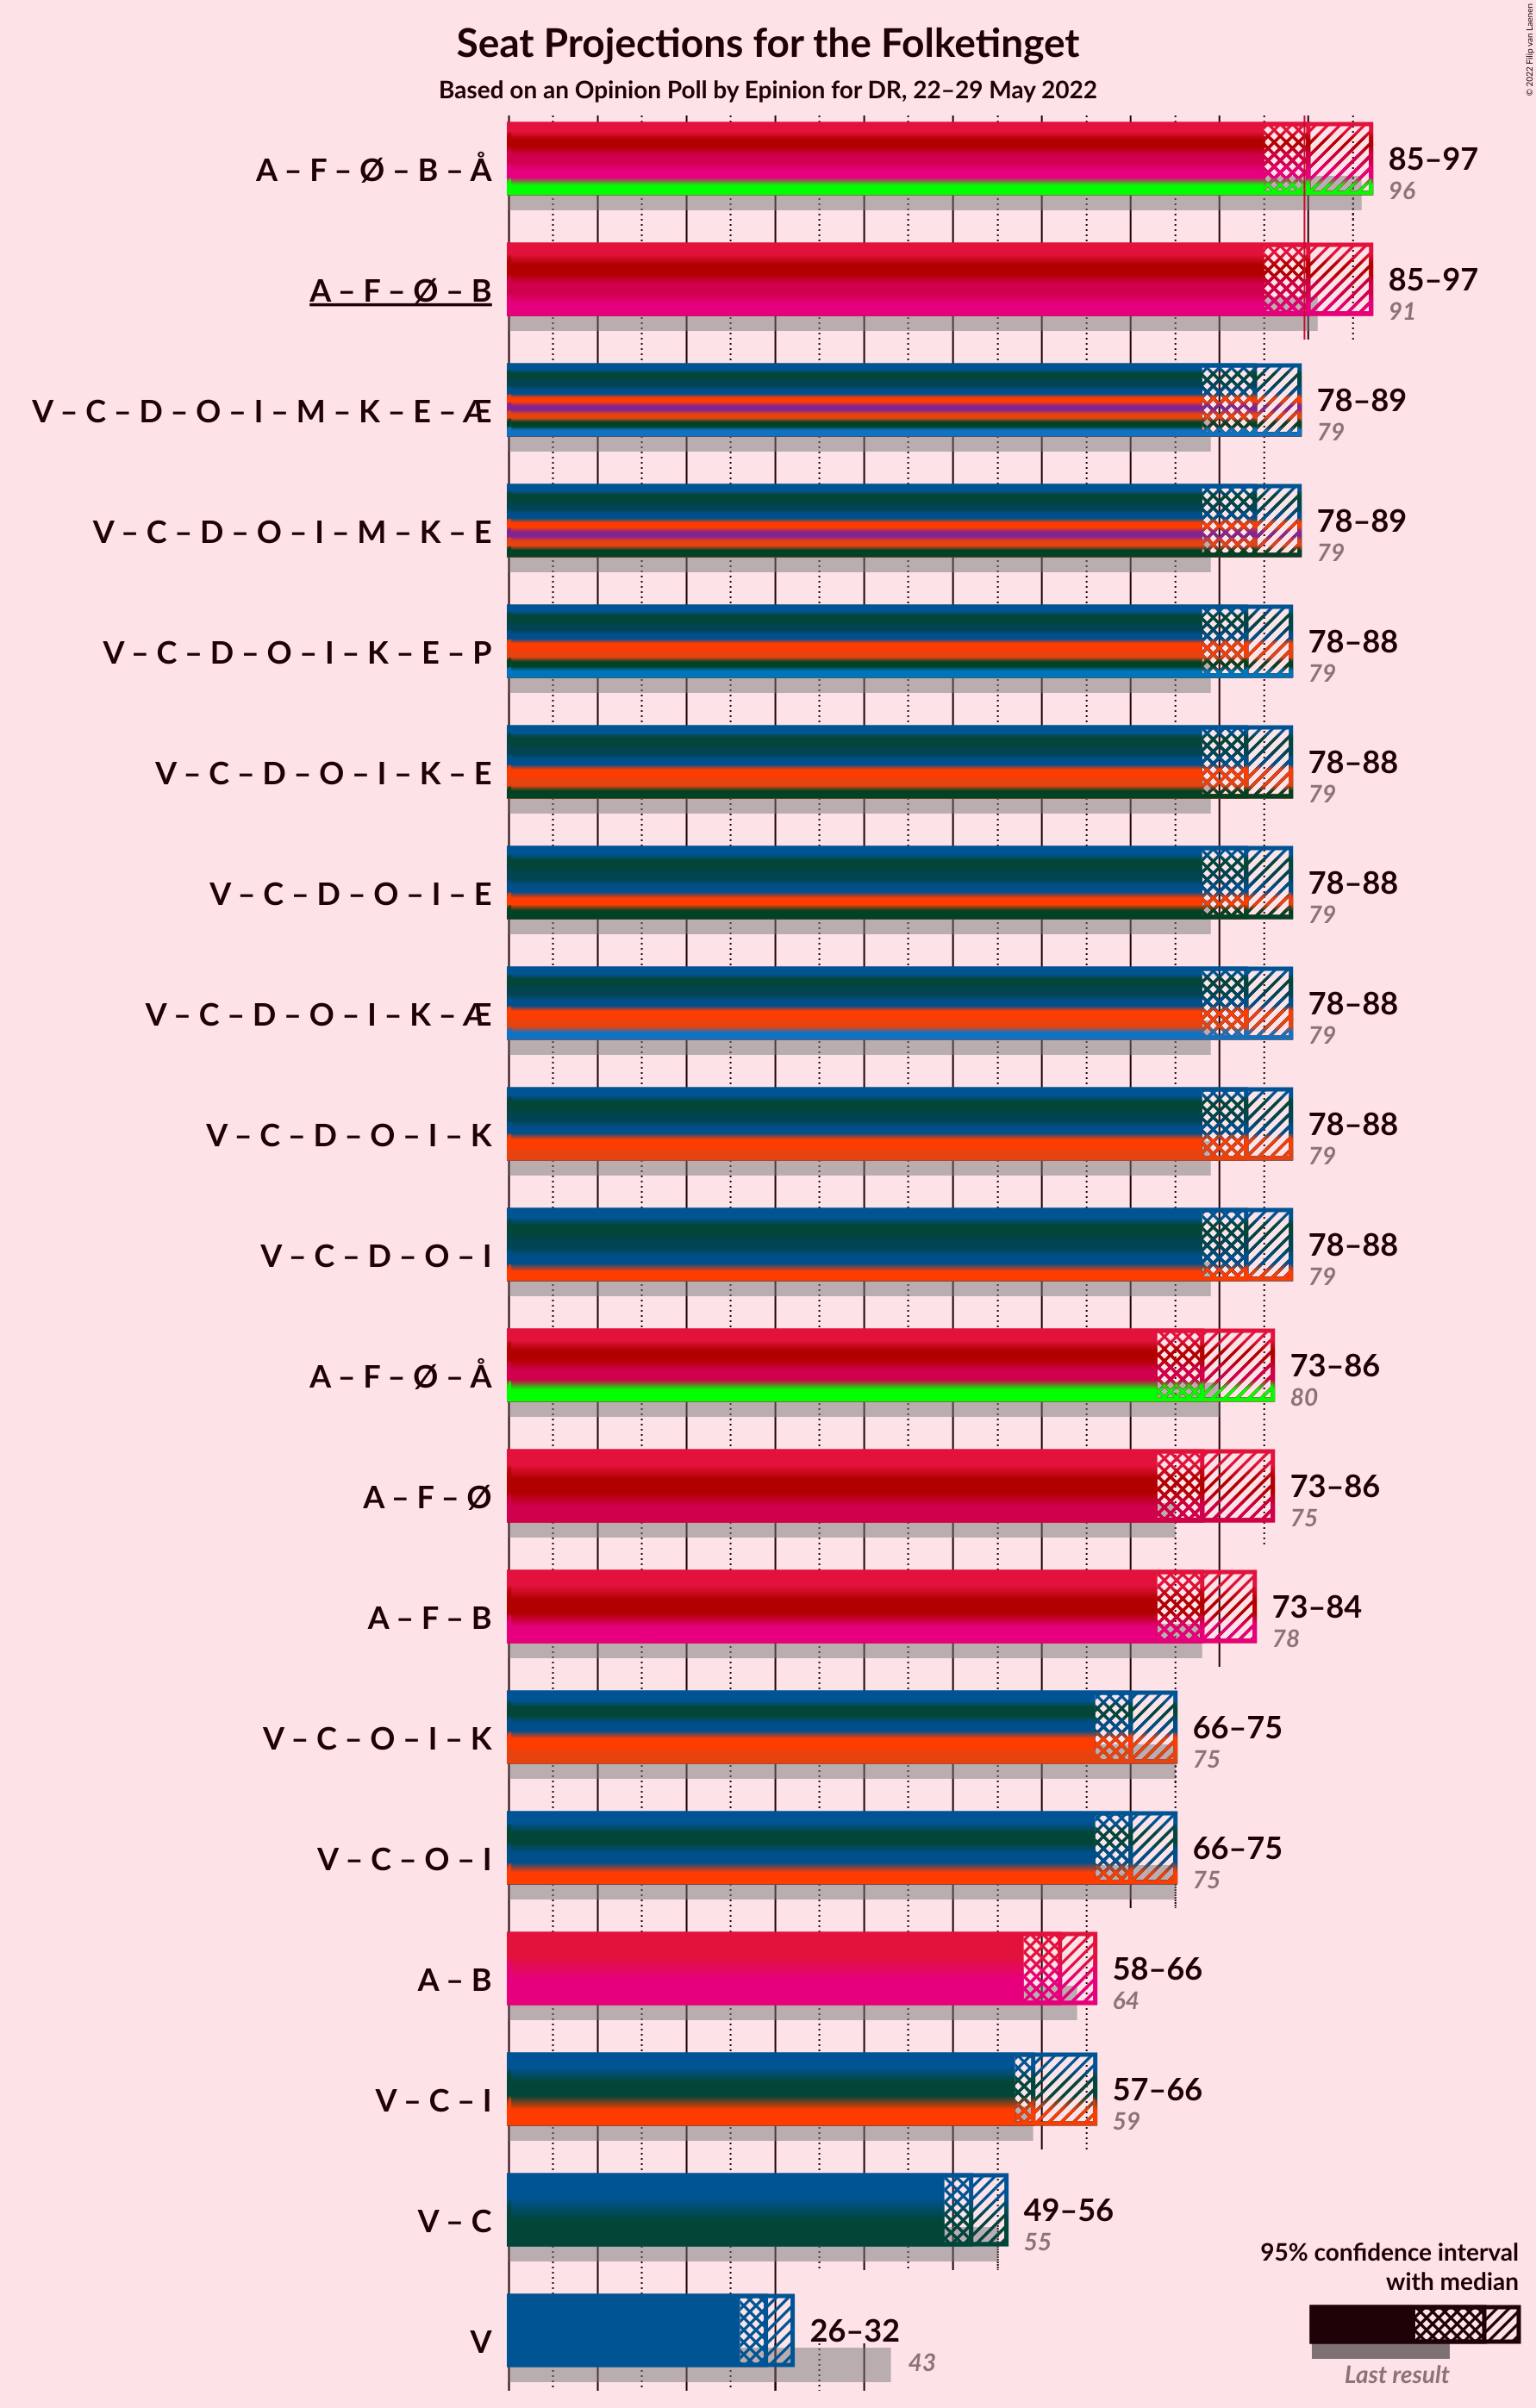 Seat Projections for the Folketinget
Based on an Opinion Poll by Epinion for DR, 22–29 May 2022
© 2022 Filip van Laenen
A – F – Ø – B – Å
85–97
96
A – F – Ø – B
85–97
91
V – C – D – O – I – M – K – E – Æ
78–89
79
V – C – D – O – I – M – K – E
78–89
79
V – C – D – O – I – K – E – P
78–88
79
V – C – D – O – I – K – E
78–88
79
V – C – D – O – I – E
78–88
79
V – C – D – O – I – K – Æ
78–88
79
V – C – D – O – I – K
78–88
79
V – C – D – O – I
78–88
79
A – F – Ø – Å
73–86
80
A – F – Ø
73–86
75
A – F – B
73–84
78
V – C – O – I – K
66–75
75
V – C – O – I
66–75
75
A – B
58–66
64
V – C – I
57–66
59
V – C
49–56
55
V
26–32
43
95% confidence interval
with median
Last result